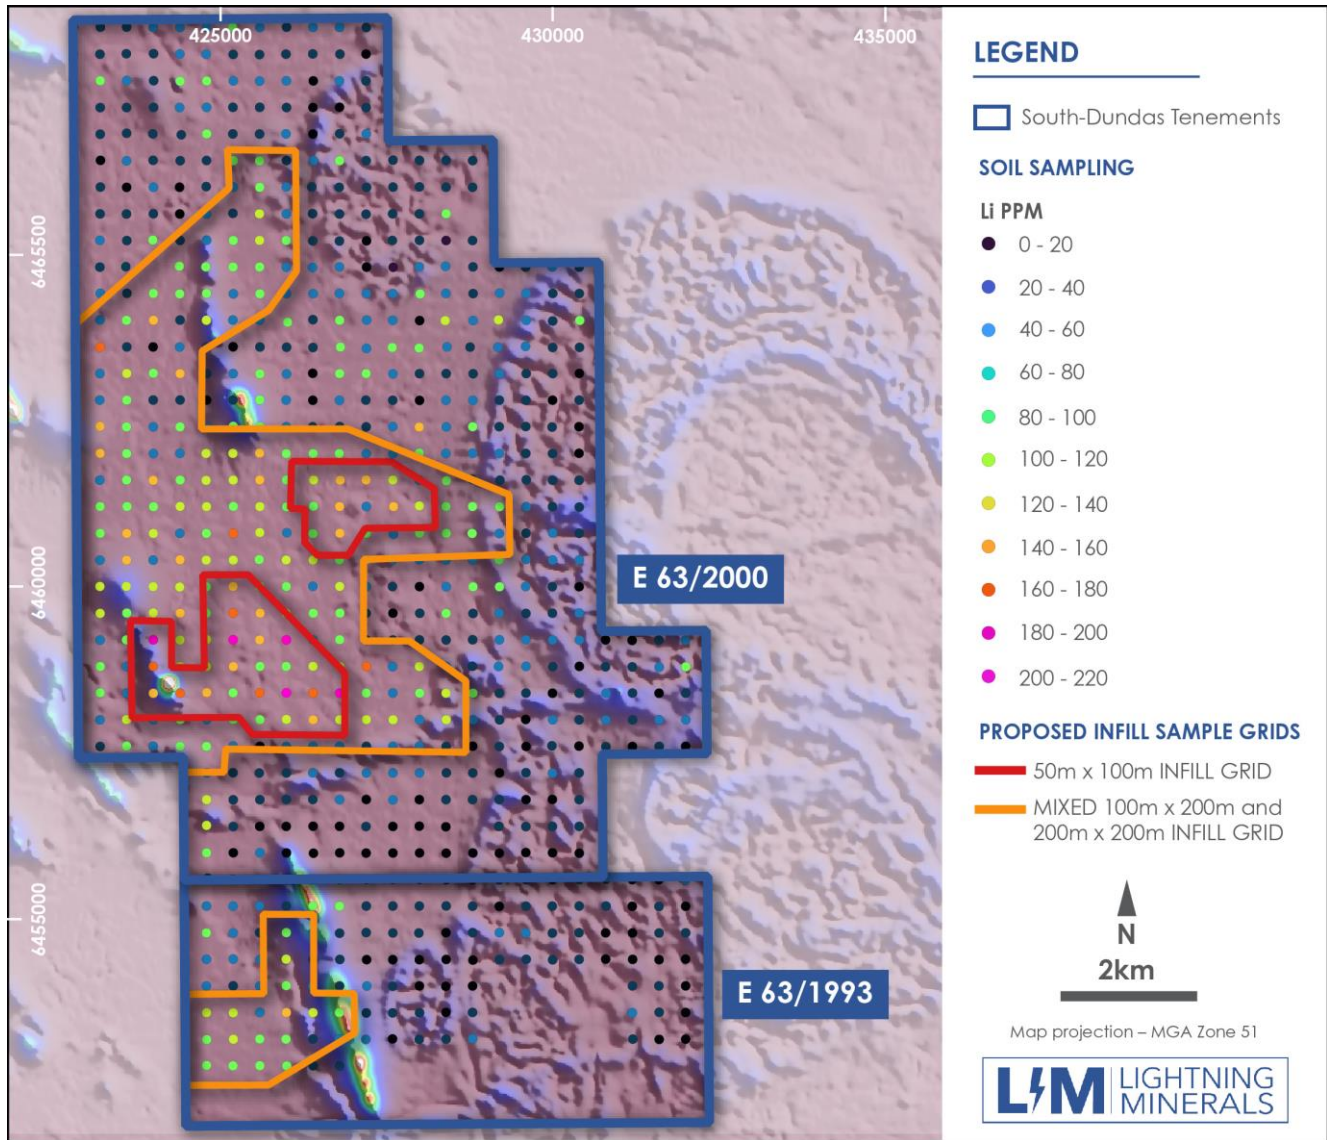 425000
430000
435000
6465500
6460000
6455000
E 63/2000
E 63/1993
LEGEND
South-Dundas Tenements
SOIL SAMPLING
Li PPM
0 - 20
20 - 40
40 - 60
60 - 80
80 - 100
100 - 120
120 - 140
140 - 160
160 - 180
180 - 200
200 - 220
PROPOSED INFILL SAMPLE GRIDS
50m x 100m INFILL GRID
MIXED 100m x 200m and
200m x 200m INFILL GRID
N
2km
Map projection – MGA Zone 51
LM
LIGHTNING
MINERALS